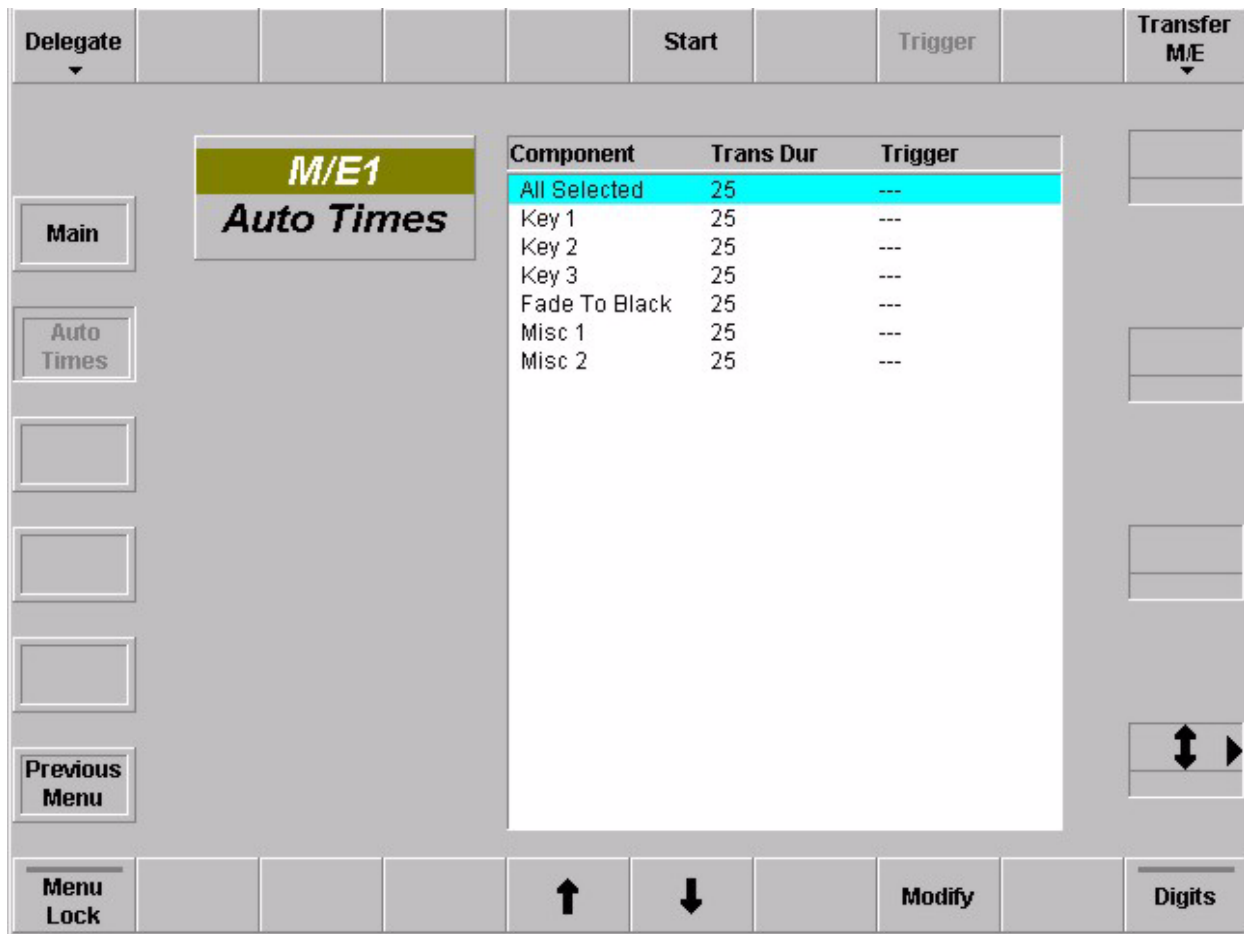 Delegate
Start
Trigger
Transfer
M/E
M/E1
Auto Times
Component Trans Dur Trigger
All Selected 25 ---
Key 1 25 ---
Key 2 25 ---
Key 3 25 ---
Fade To Black 25 ---
Misc 1 25 ---
Misc 2 25 ---
Main
Auto
Times
Previous
Menu
Menu
Lock
Modify
Digits